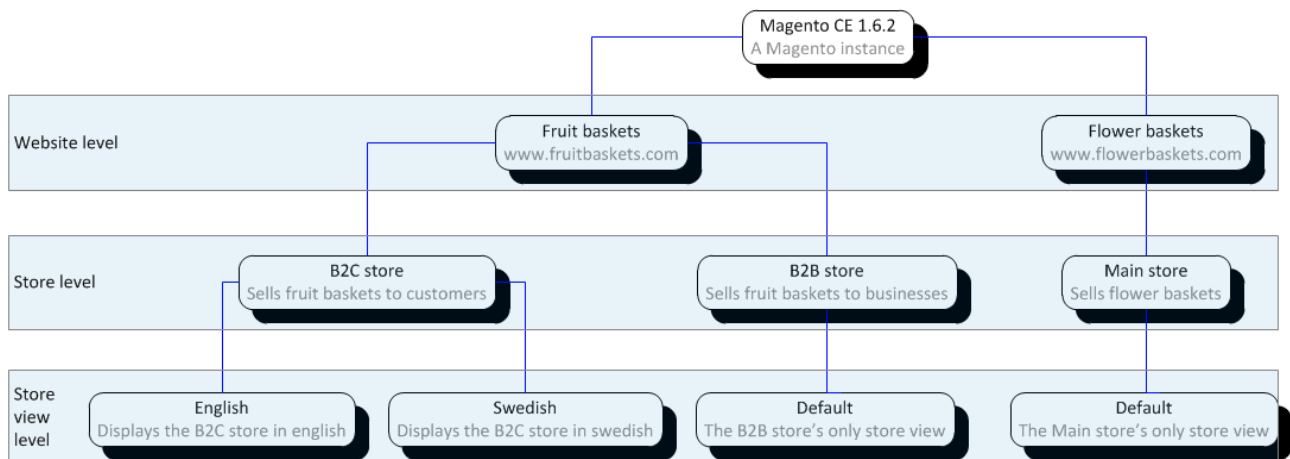 Magento CE 1.6.2
A Magento instance
Website level
Fruit baskets
www.fruitbaskets.com
Flower baskets
www.flowerbaskets.com
Store level
B2C store
Sells fruit baskets to customers
B2B store
Sells fruit baskets to businesses
Main store
Sells flower baskets
Store
view
level
English
Displays the B2C store in english
Swedish
Displays the B2C store in swedish
Default
The B2B store's only store view
Default
The Main store's only store view